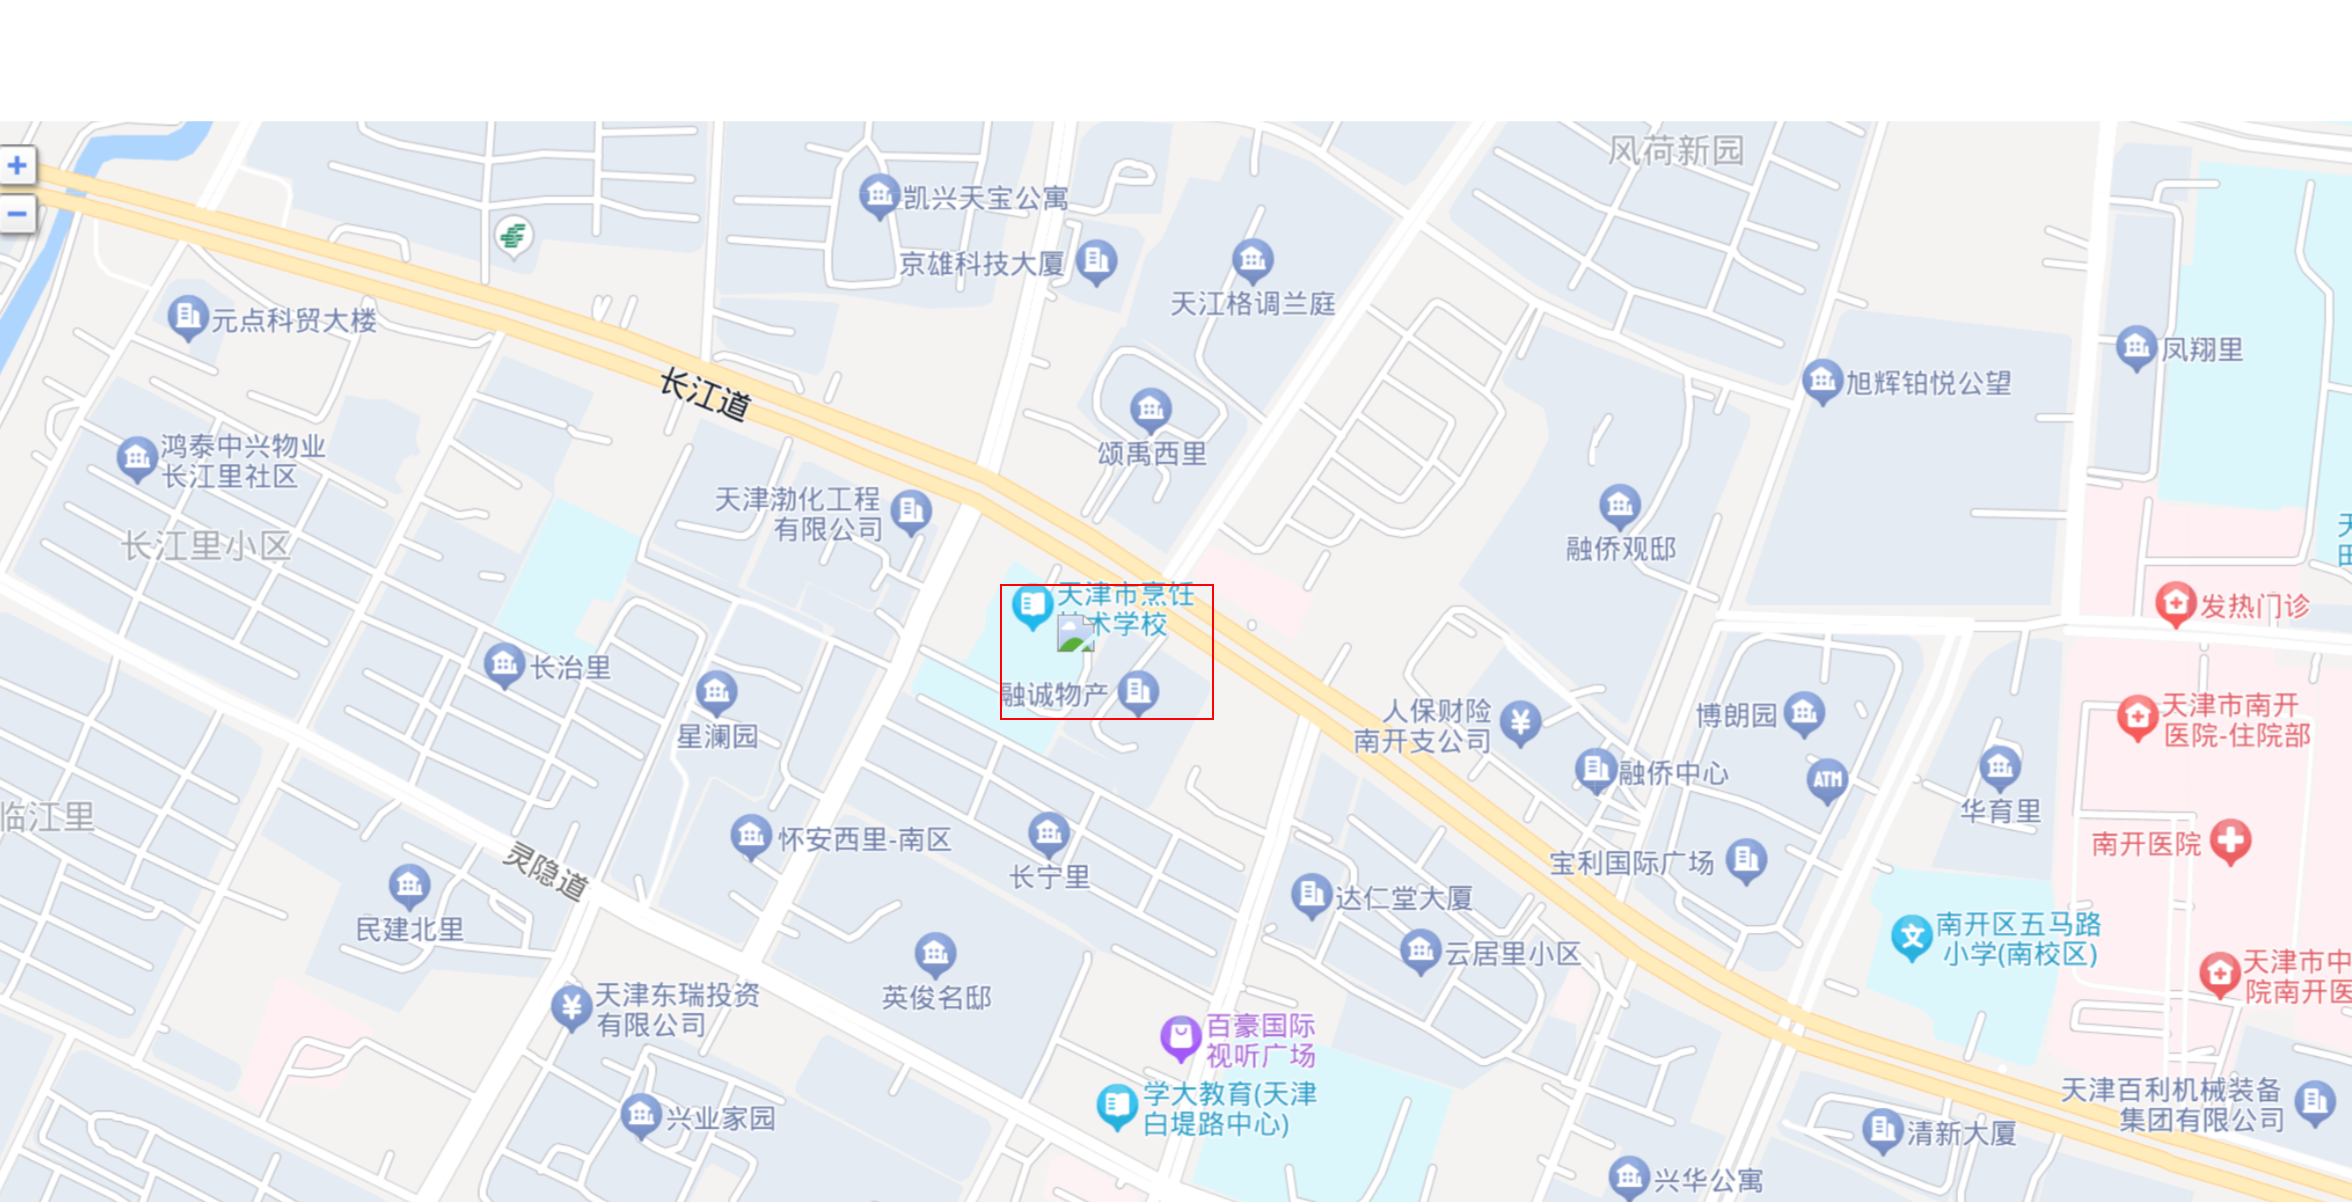 风荷新园
凯兴天宝公寓
京雄科技大厦
天江格调兰庭
元点科贸大楼
凤翔里
旭辉铂悦公望
长江道
颂禹西里
鸿泰中兴物业
长江里社区
天津渤化工程
有限公司
长江里小区
融侨观邸
天津市烹饪
术学校
发热门诊
长治里
融诚物产
星澜园
人保财险
南开支公司
博朗园
天津市南开
医院-住院部
融侨中心
ATM
华育里
临江里
怀安西里-南区
长宁里
南开医院
宝利国际广场
灵隐道
达仁堂大厦
民建北里
南开区五马路
小学(南校区)
文
云居里小区
英俊名邸
天津市中
院南开医
天津东瑞投资
有限公司
百豪国际
视听广场
学大教育(天津
白堤路中心)
兴业家园
天津百利机械装备
集团有限公司
清新大厦
兴华公寓